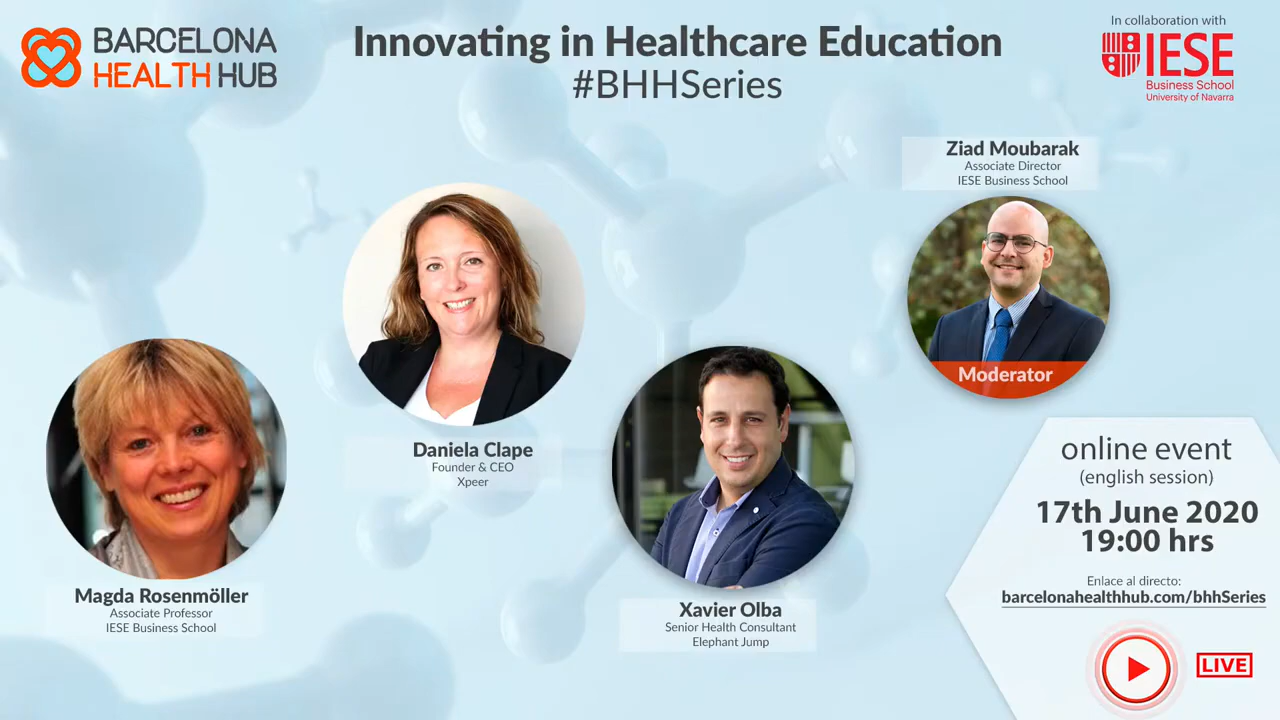 BARCELONA
HEALTH HUB
Innovating in Healthcare Education
#BHHSeries
In collaboration with
IESE
Business School
University of Navarra
Ziad Moubarak
Associate Director
IESE Business School
Moderator
Daniela Clape
Founder & CEO
Xpeer
Magda Rosenmöller
Associate Professor
IESE Business School
Xavier Olba
Senior Health Consultant
Elephant Jump
online event
(english session)
17th June 2020
19:00 hrs
Enlace al directo:
barcelonahealthhub.com/bhhSeries
LIVE